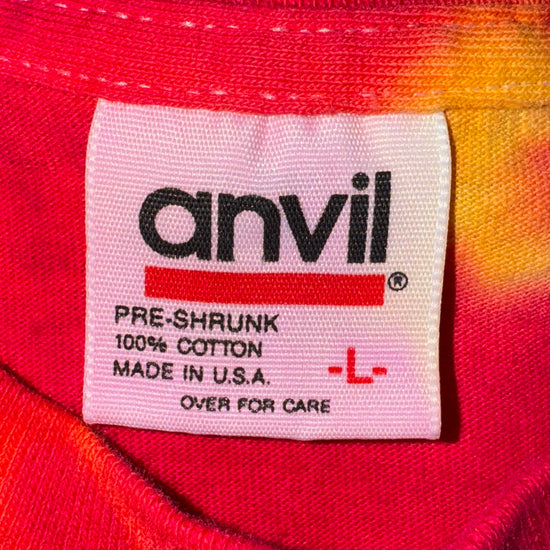 anvil
®
PRE-SHRUNK
100% COTTON
MADE IN U.S.A.
-L-
OVER FOR CARE